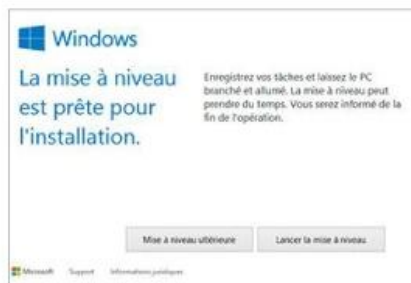 Windows
La mise à niveau
est prête pour
l'installation.
Enregistrez vos tâches et laissez le PC
branché et allumé. La mise à niveau peut
prendre du temps. Vous serez informé de la
fin de l'opération.
Mise à niveau ultérieure
Lancer la mise à niveau
Microsoft Support Informations juridiques